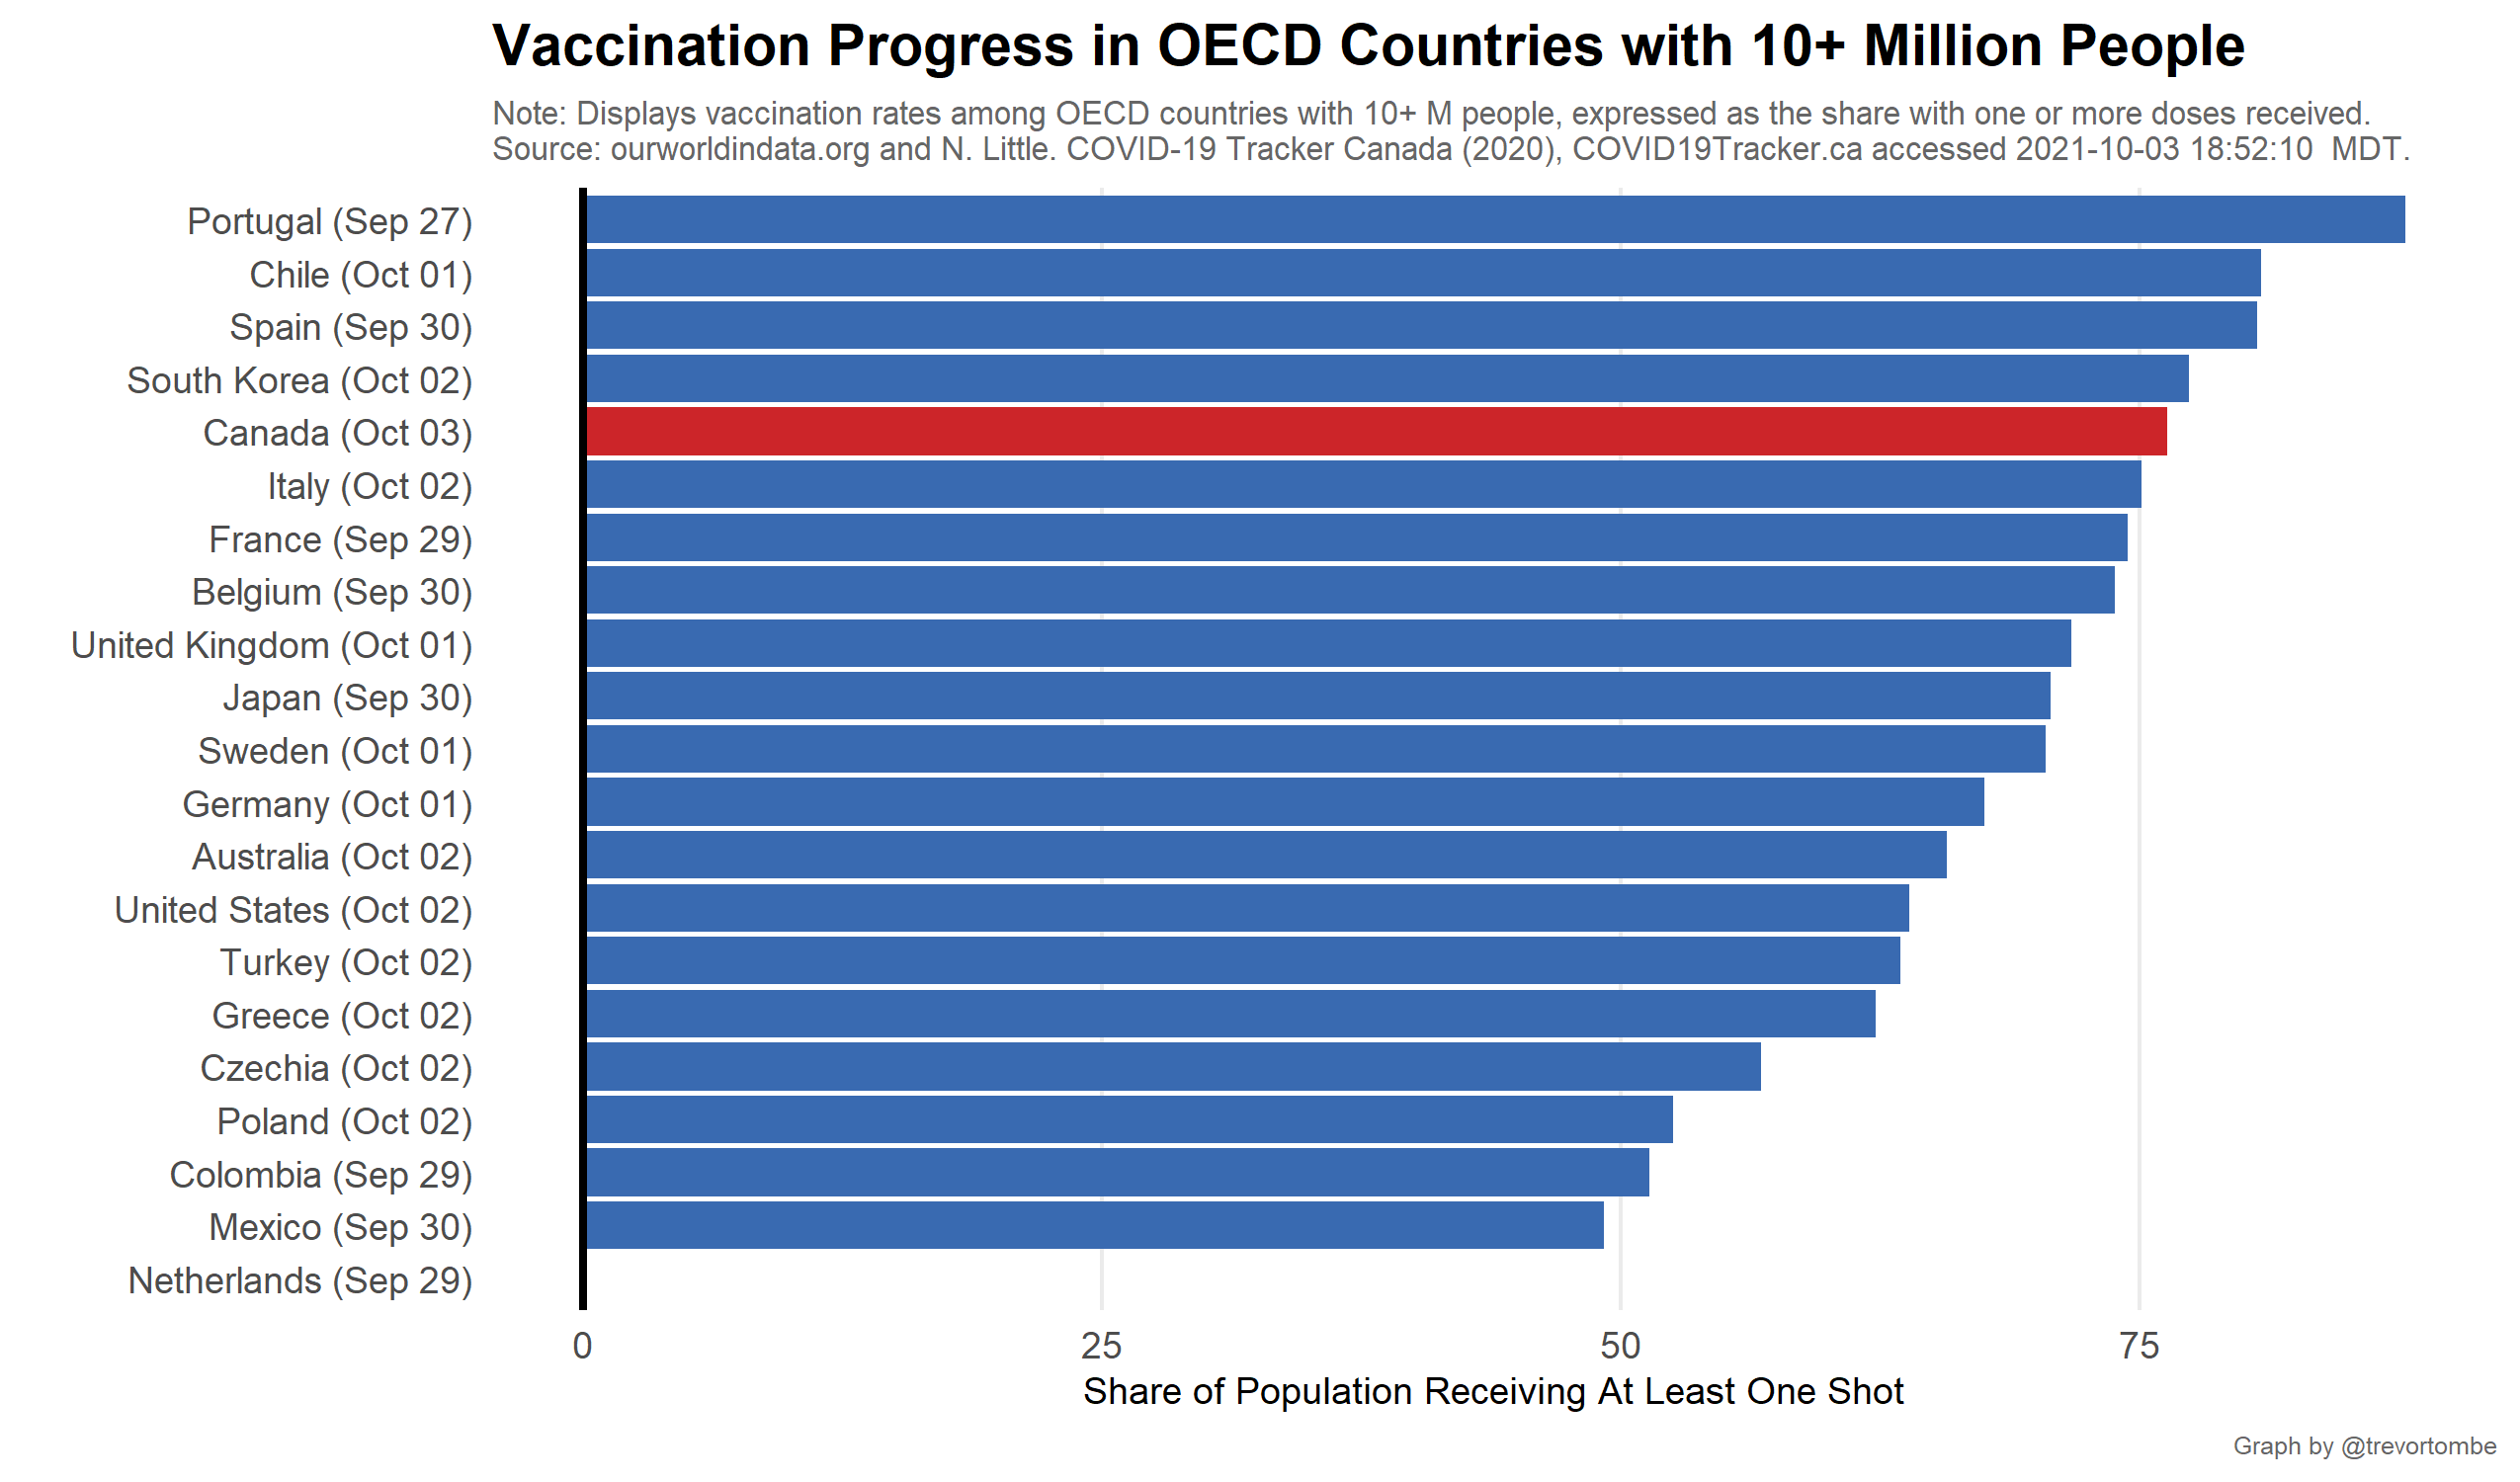 Vaccination Progress in OECD Countries with 10+ Million People
Note: Displays vaccination rates among OECD countries with 10+ M people, expressed as the share with one or more doses received.
Source: ourworldindata.org and N. Little. COVID-19 Tracker Canada (2020), COVID19Tracker.ca accessed 2021-10-03 18:52:10  MDT.
Portugal (Sep 27)
Chile (Oct 01)
Spain (Sep 30)
South Korea (Oct 02)
Canada (Oct 03)
Italy (Oct 02)
France (Sep 29)
Belgium (Sep 30)
United Kingdom (Oct 01)
Japan (Sep 30)
Sweden (Oct 01)
Germany (Oct 01)
Australia (Oct 02)
United States (Oct 02)
Turkey (Oct 02)
Greece (Oct 02)
Czechia (Oct 02)
Poland (Oct 02)
Colombia (Sep 29)
Mexico (Sep 30)
Netherlands (Sep 29)
0 25 50 75
Share of Population Receiving At Least One Shot
Graph by @trevortombe